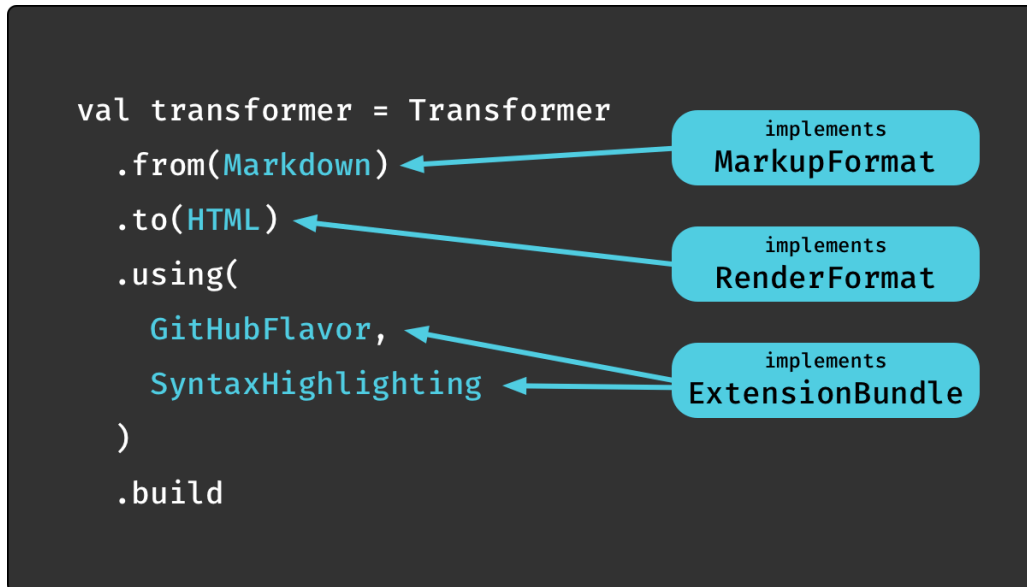 val transformer = Transformer
.from(Markdown)
.to(HTML)
.using(
GitHubFlavor,
SyntaxHighlighting
)
.build
implements
MarkupFormat
implements
RenderFormat
implements
ExtensionBundle